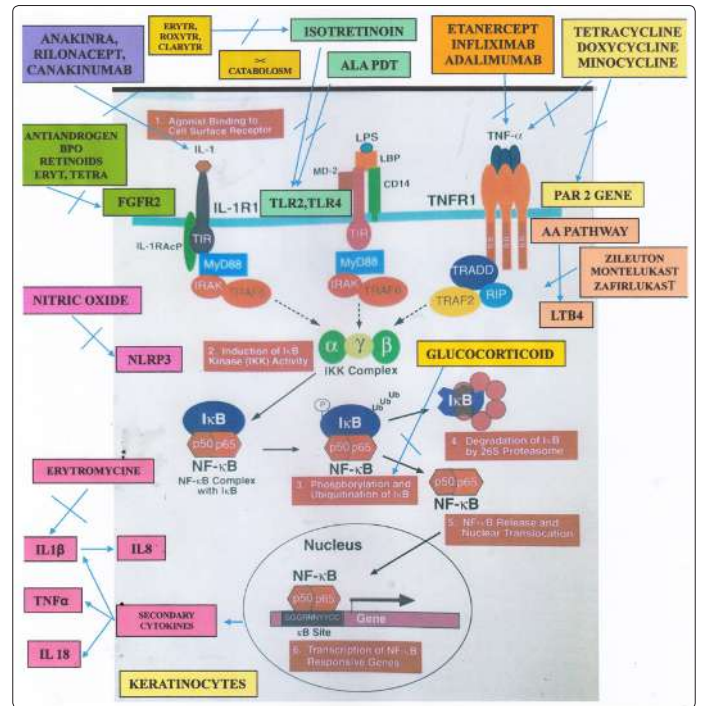 ANAKINRA,
RILONACEPT,
CANAKINUMAB
ERYTR,
ROXYTR,
CLARYTR
ISOTRETINOIN
><
CATABOLOSM
ALA PDT
ETANERCEPT
INFLIXIMAB
ADALIMUMAB
TETRACYCLINE
DOXYCYCLINE
MINOCYCLINE
1. Agonist Binding to
Cell Surface Receptor
IL-1
LPS
LBP
MD-2
CD14
TNF-α
ANTIANDROGEN
BPO
RETINOIDS
ERYT, TETRA
FGFR2
IL-1R1
TLR2,TLR4
TNFR1
PAR 2 GENE
IL-1RAcP
TIR
TIR
AA PATHWAY
MyD88
MyD88
IRAK
TRAF6
IRAK
TRAF6
TRADD
TRAF2
RIP
ZILEUTON
MONTELUKAST
ZAFIRLUKAST
LTB4
NITRIC OXIDE
NLRP3
2. Induction of IκB
Kinase (IKK) Activity
α
γ
β
IKK Complex
GLUCOCORTICOID
IκB
p50
p65
NF-κB
NF-κB Complex
with IκB
P
IκB
Ub
Ub
Ub
p50
p65
NF-κB
IκB
3. Phosphorylation and
Ubiquitination of IκB
4. Degradation of IκB
by 26S Proteasome
p50
p65
NF-κB
5. NF-κB Release and
Nuclear Translocation
ERYTROMYCINE
IL1β
IL8
TNFα
IL 18
SECONDARY
CYTOKINES
Nucleus
NF-κB
p50
p65
Gene
κB Site
6. Transcription of NF-κB
Responsive Genes
KERATINOCYTES